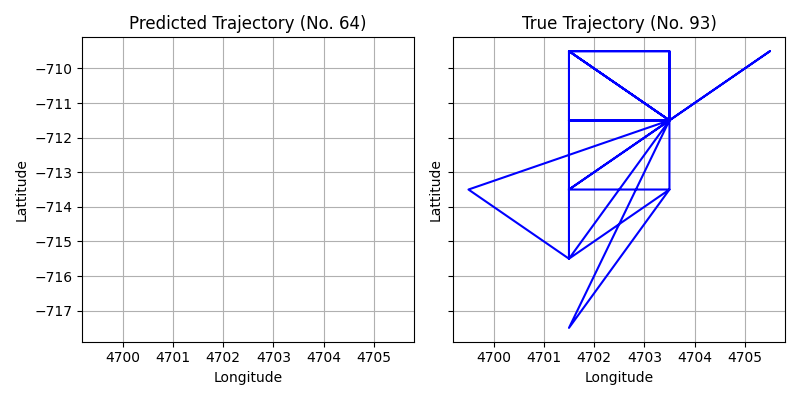 Predicted Trajectory (No. 64)
Lattitude
−710
−711
−712
−713
−714
−715
−716
−717
4700 4701 4702 4703 4704 4705
Longitude
True Trajectory (No. 93)
Lattitude
4700 4701 4702 4703 4704 4705
Longitude